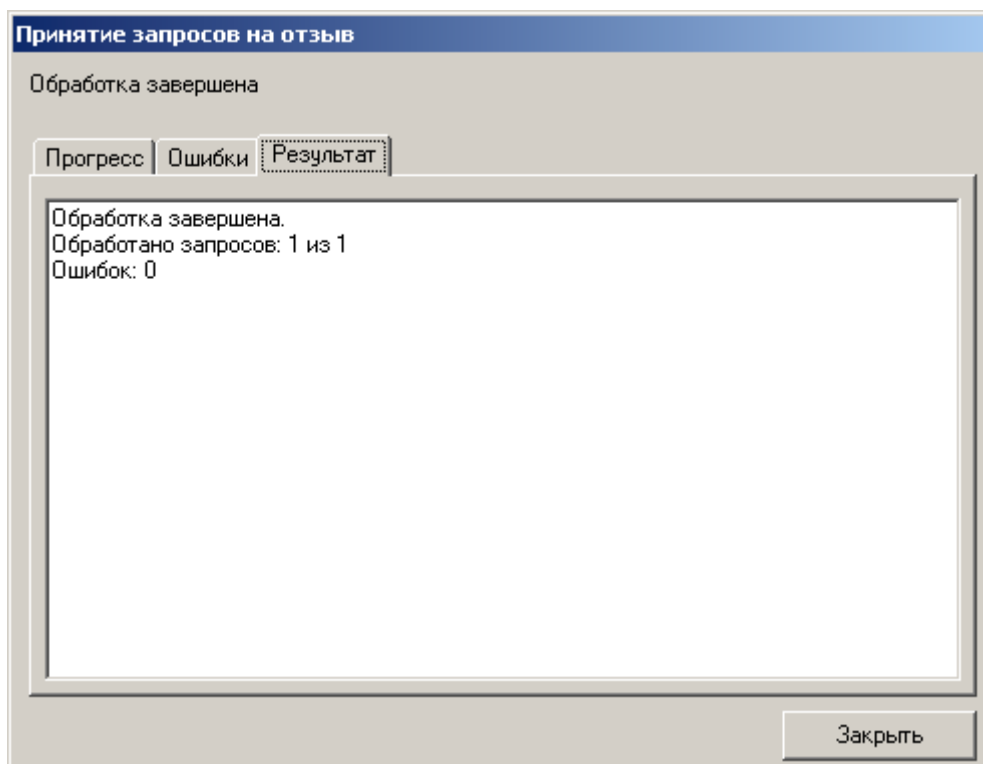 Принятие запросов на отзыв
Обработка завершена
Прогресс Ошибки Результат
Обработка завершена.
Обработано запросов: 1 из 1
Ошибок: 0
Закрыть